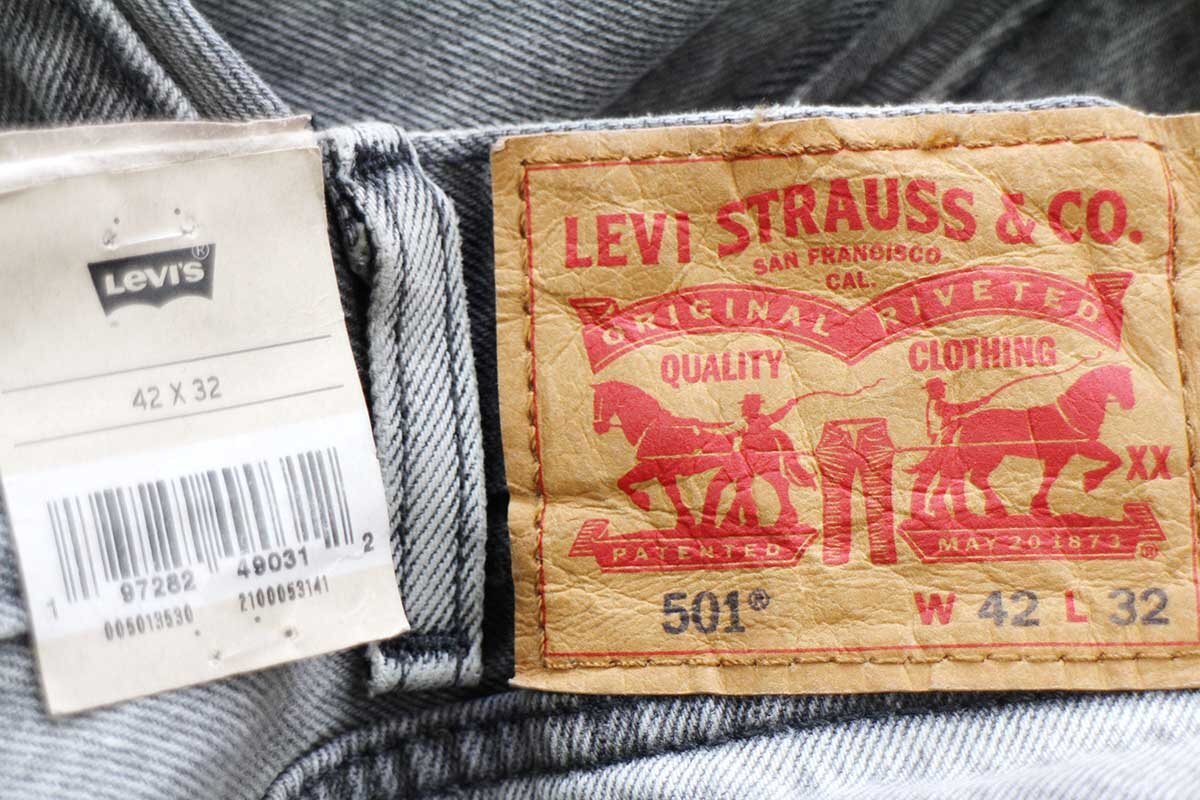 LEVI'S®
42 X 32
1 97282 49031 2
005013530 2100053141
LEVI STRAUSS & CO.
SAN FRANCISCO
CAL.
ORIGINAL RIVETED
QUALITY CLOTHING
XX
PATENTED MAY 20 1873 ®
501® W 42 L 32